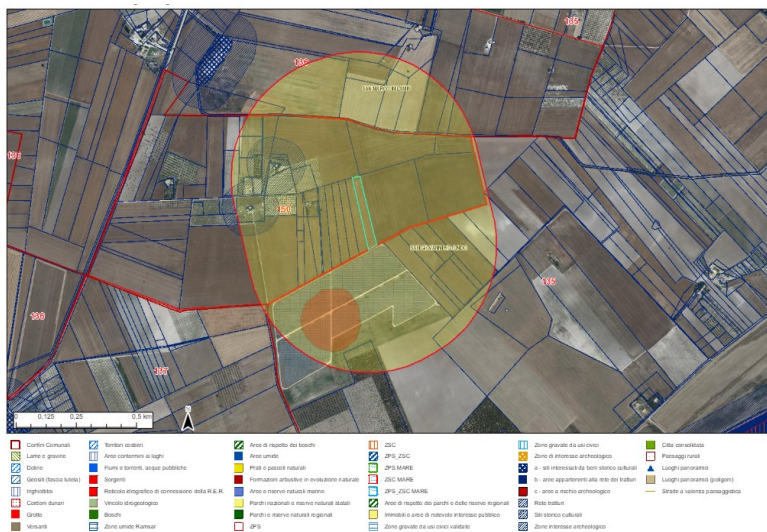 135
139
136
150
135
138
137
0 0,125 0,25 0,5 km
N
Confini Comunali
Lame e gravine
Doline
Geositi (fascia tutela)
Inghiottitoi
Cordoni dunari
Grotte
Versanti
Territori costieri
Aree contermini ai laghi
Fiumi e torrenti, acque pubbliche
Sorgenti
Reticolo idrografico di connessione della R.E.R.
Vincolo idrogeologico
Boschi
Zone umide Ramsar
Aree di rispetto dei boschi
Aree umide
Prati e pascoli naturali
Formazioni arbustive in evoluzione naturale
Aree e riserve naturali marine
Parchi nazionali e riserve naturali statali
Parchi e riserve naturali regionali
ZPS
ZSC
ZPS_ZSC
ZPS MARE
ZSC MARE
ZPS_ZSC MARE
Aree di rispetto dei parchi e delle riserve regionali
Immobili e aree di notevole interesse pubblico
Zone gravate da usi civici validate
Zone gravate da usi civici
Zone di interesse archeologico
a - siti interessati da beni storico culturali
b - aree appartenenti alla rete dei tratturi
c - aree a rischio archeologico
Rete tratturi
Siti storico culturali
Zone interesse archeologico
Città consolidata
Paesaggi rurali
Luoghi panoramici
Luoghi panoramici (poligoni)
Strade a valenza paesaggistica